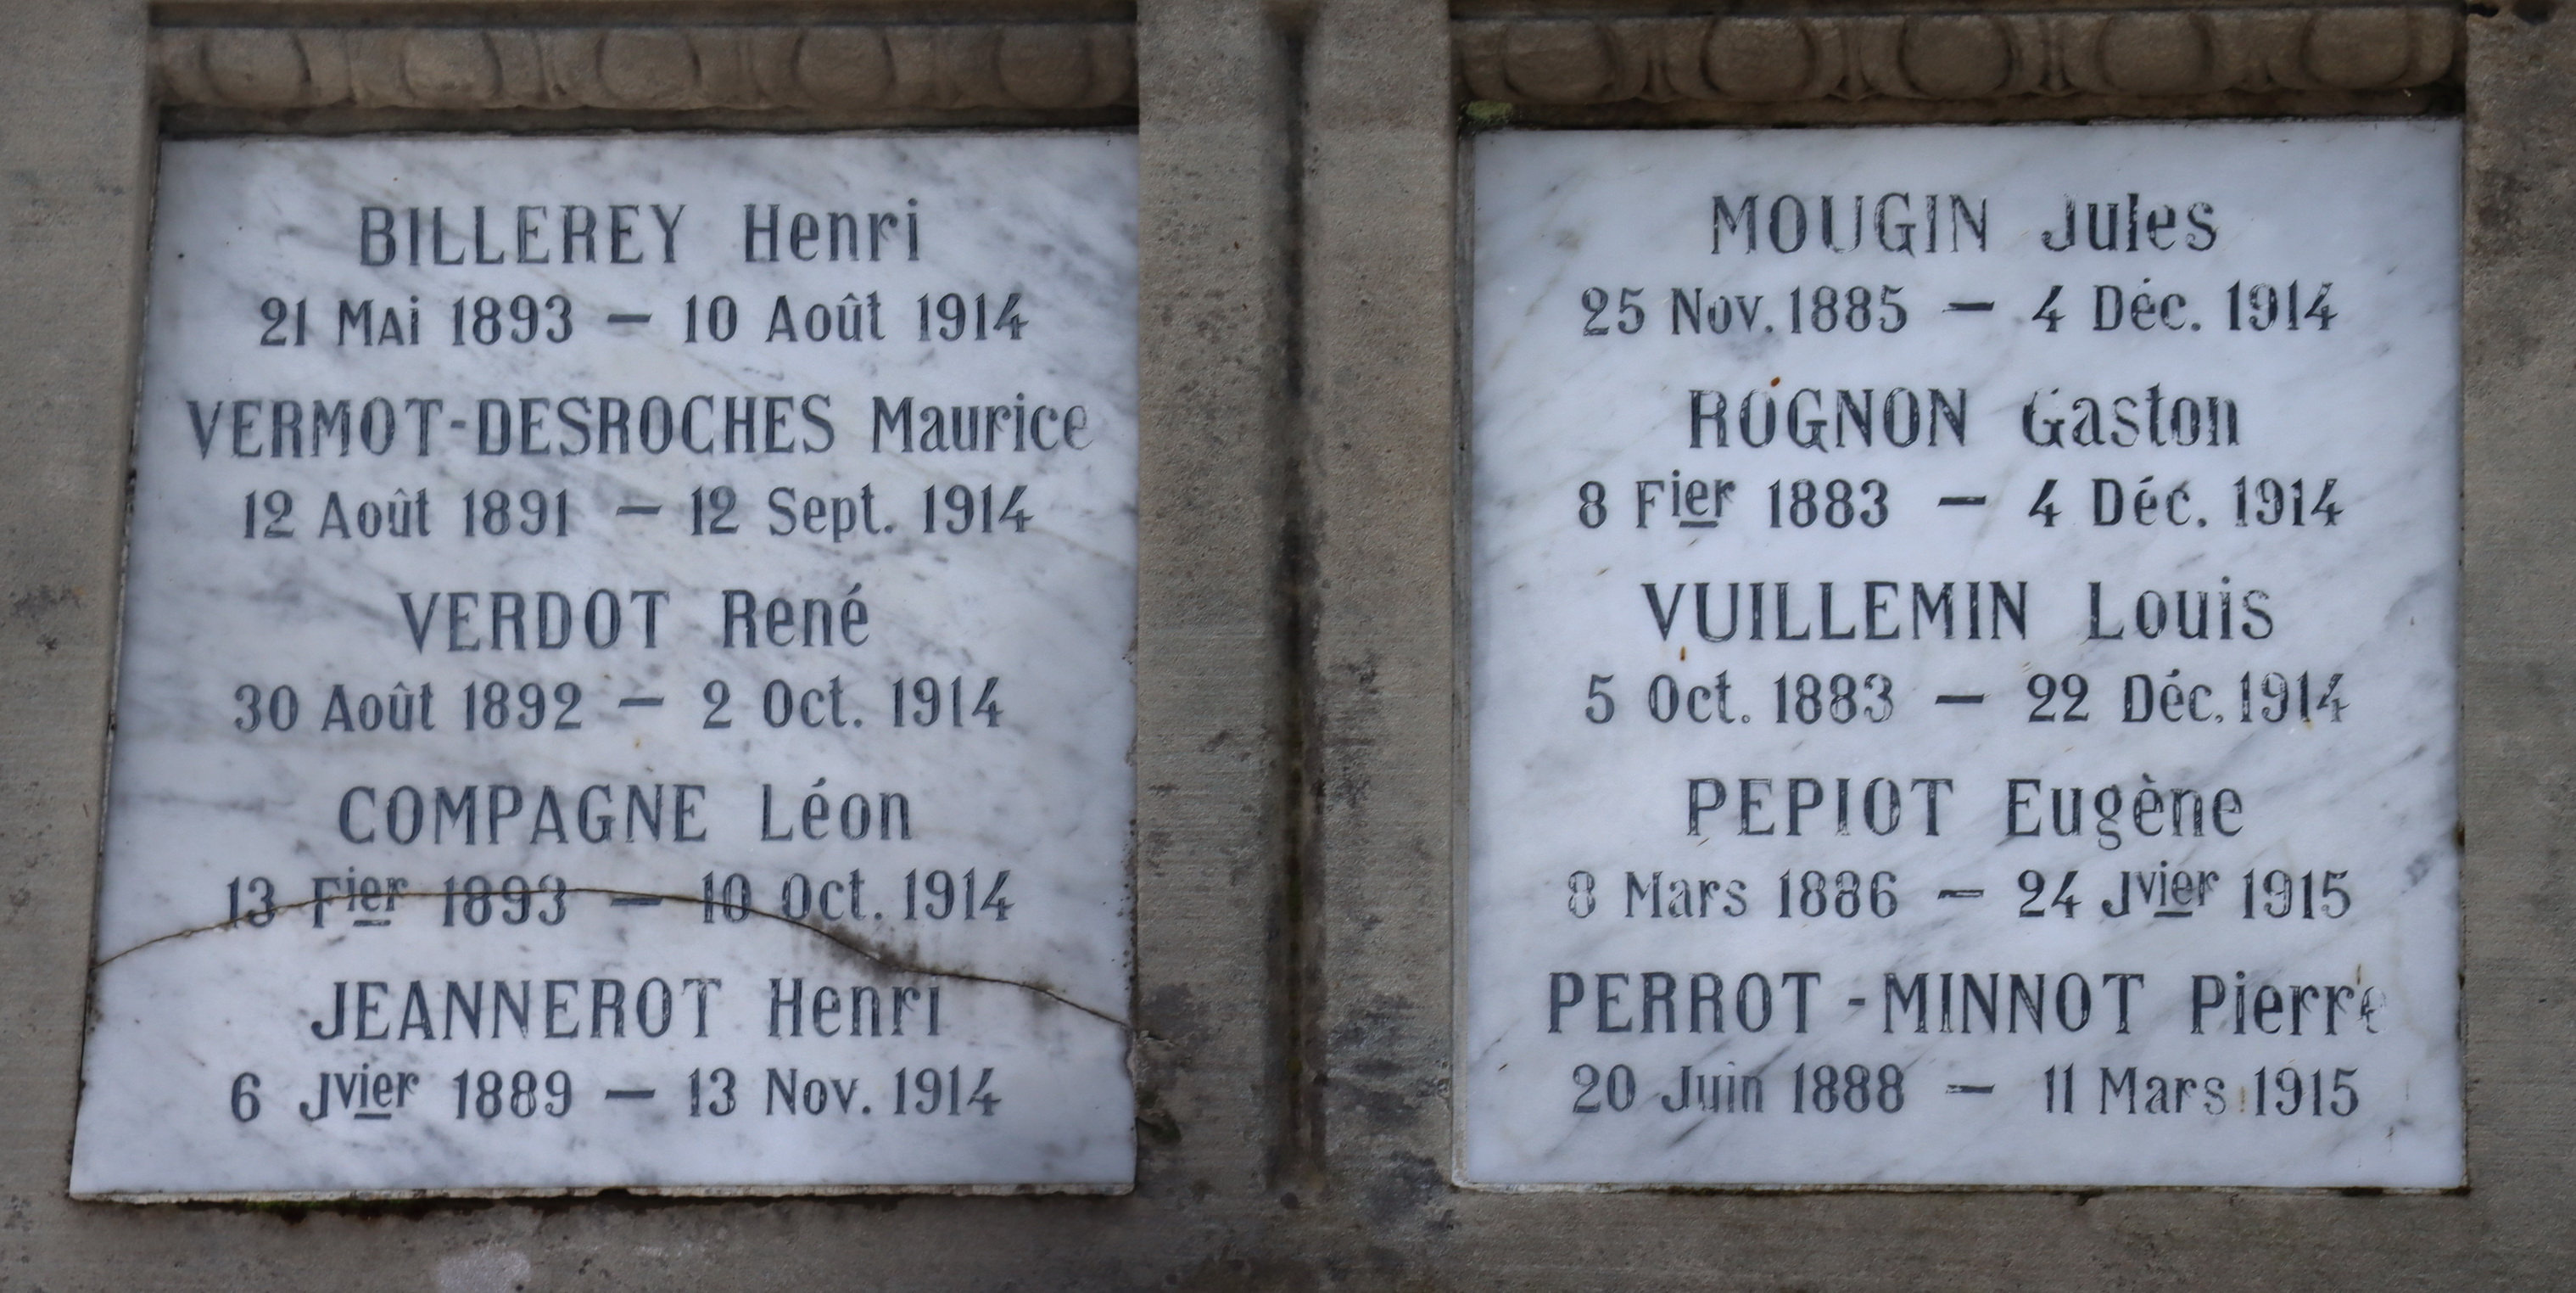 BILLEREY Henri
21 Mai 1893 — 10 Août 1914
VERMOT-DESROCHES Maurice
12 Août 1891 — 12 Sept. 1914
VERDOT René
30 Août 1892 — 2 Oct. 1914
COMPAGNE Léon
13 Fier 1893 — 10 Oct. 1914
JEANNEROT Henri
6 Jvier 1889 — 13 Nov. 1914
MOUGIN Jules
25 Nov. 1885 — 4 Déc. 1914
ROGNON Gaston
8 Fier 1883 — 4 Déc. 1914
VUILLEMIN Louis
5 Oct. 1883 — 22 Déc. 1914
PEPIOT Eugène
8 Mars 1886 — 24 Jvier 1915
PERROT-MINNOT Pierre
20 Juin 1888 — 11 Mars 1915